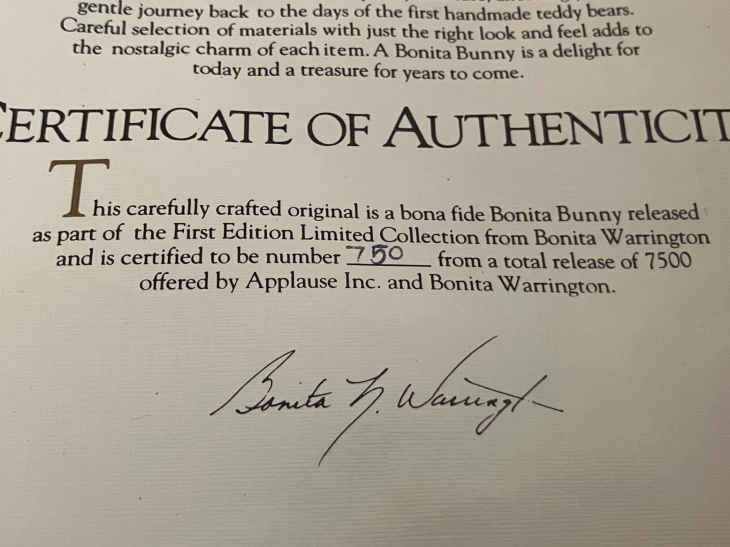 gentle journey back to the days of the first handmade teddy bears.
Careful selection of materials with just the right look and feel adds to
the nostalgic charm of each item. A Bonita Bunny is a delight for
today and a treasure for years to come.
CERTIFICATE OF AUTHENTICIT
This carefully crafted original is a bona fide Bonita Bunny released
as part of the First Edition Limited Collection from Bonita Warrington
and is certified to be number 750 from a total release of 7500
offered by Applause Inc. and Bonita Warrington.
Bonita N. Warringt